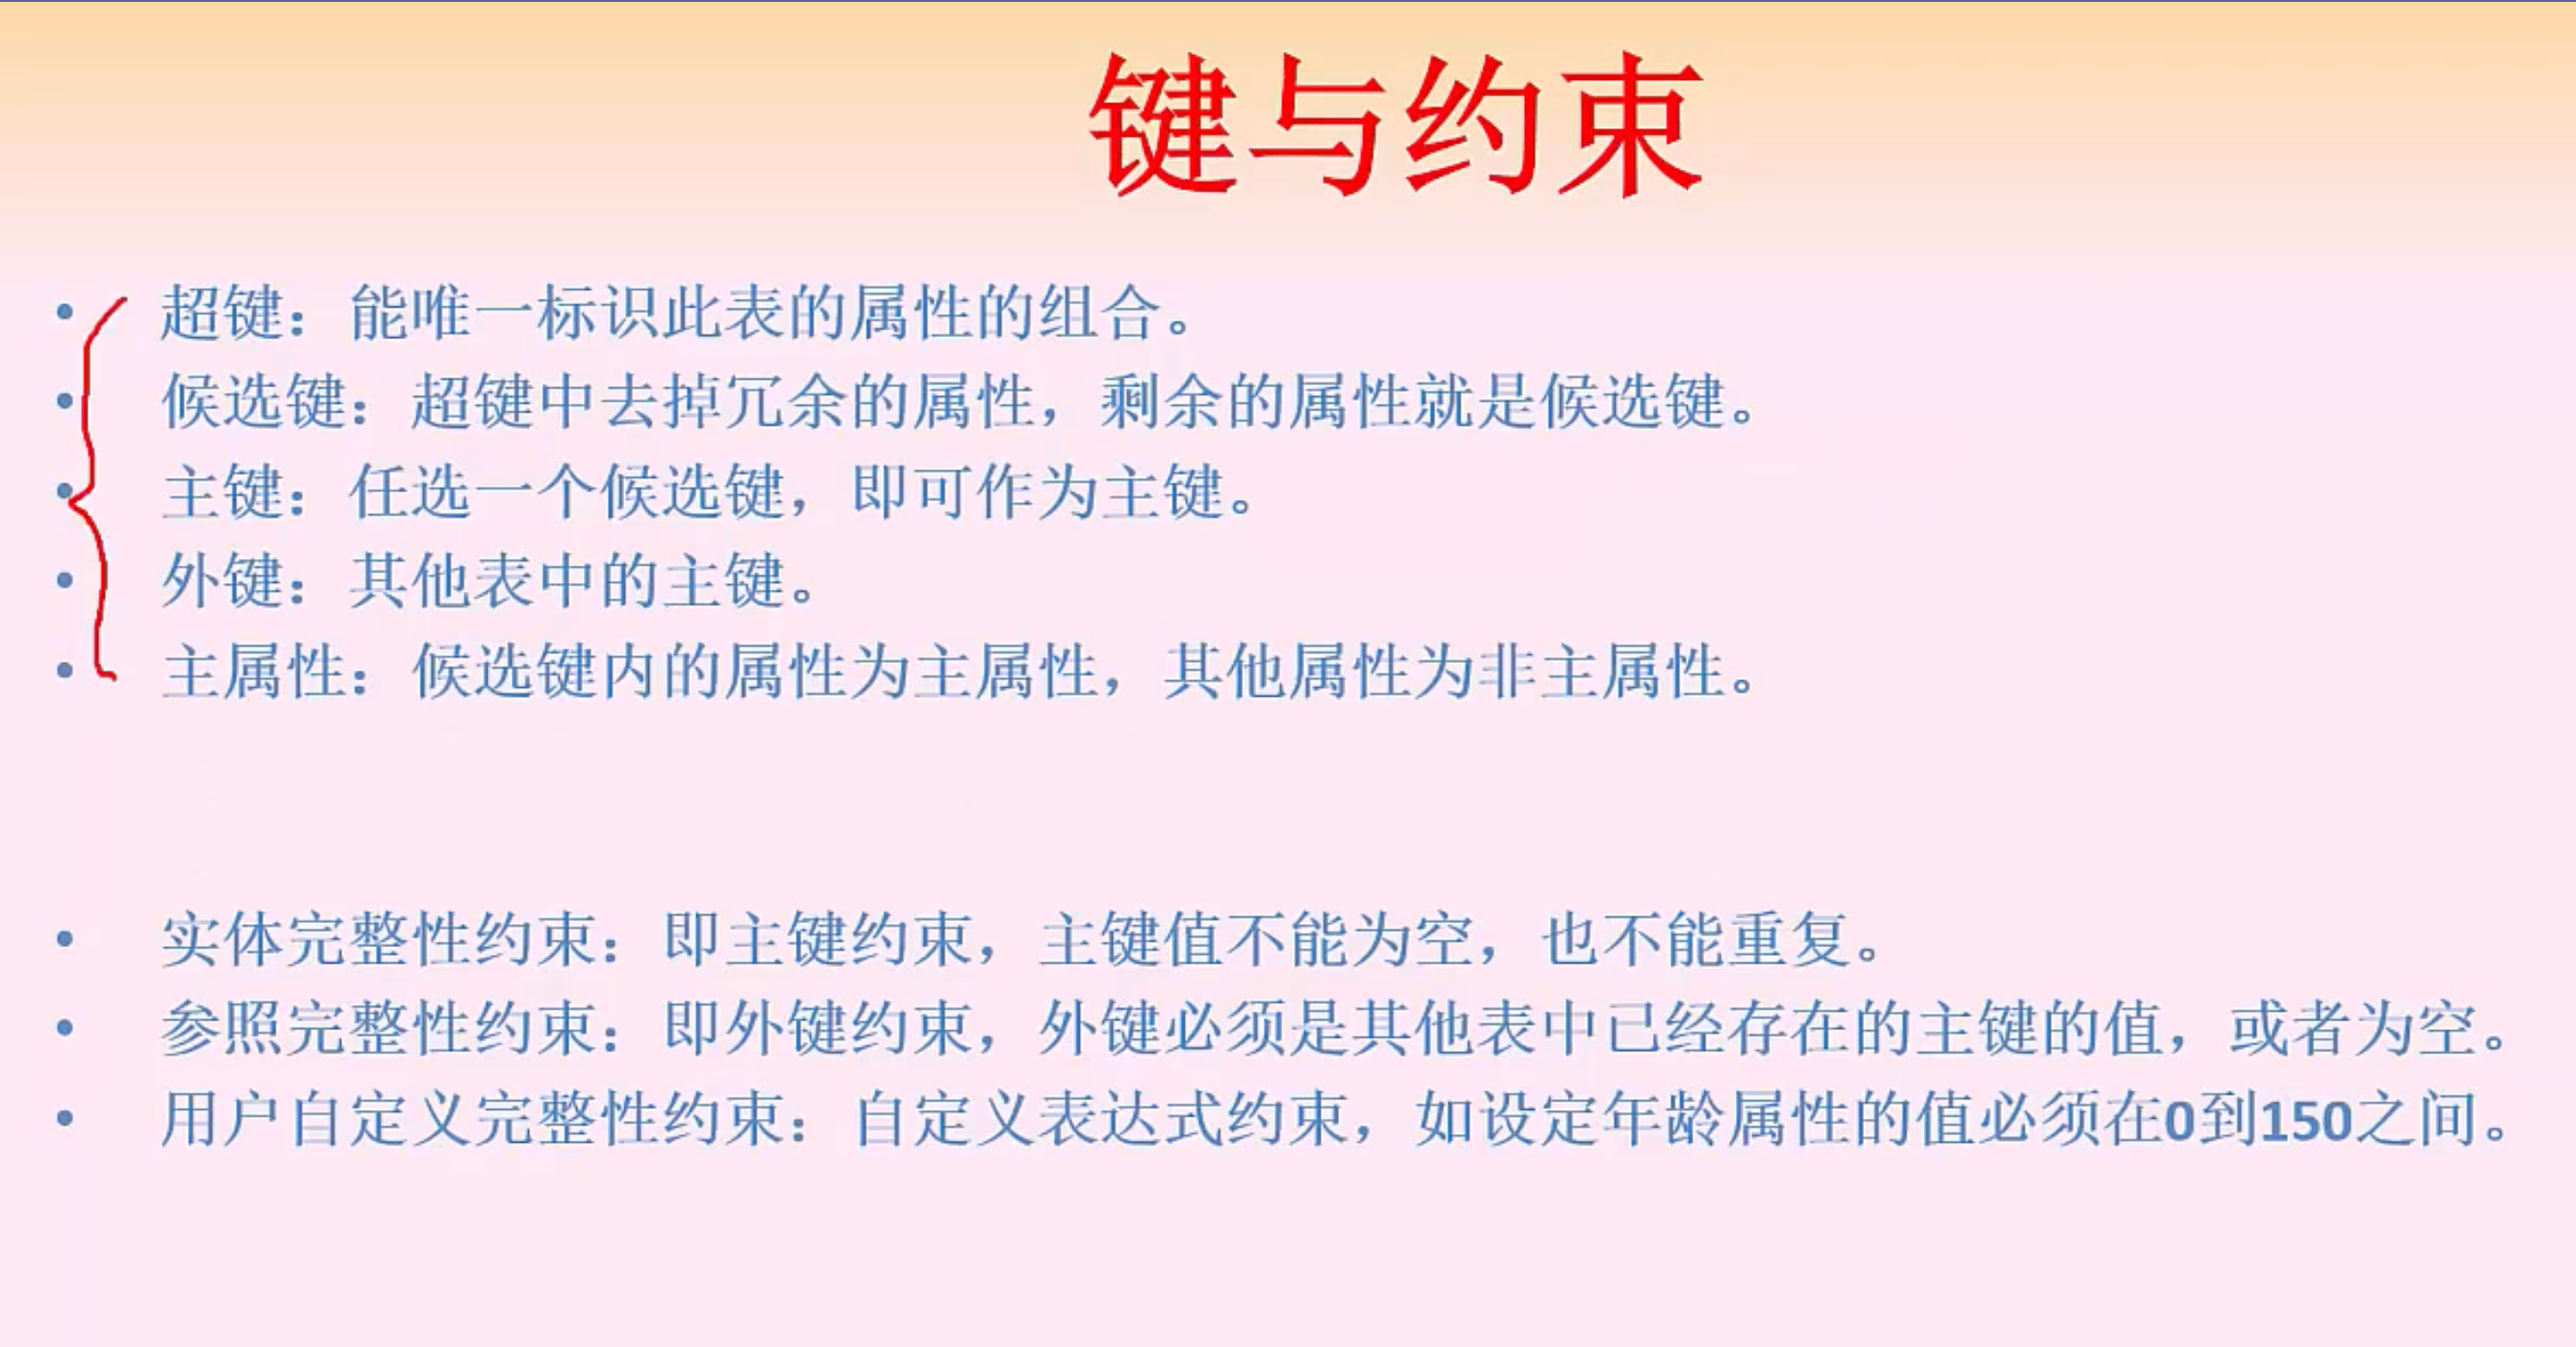 键与约束
• 超键：能唯一标识此表的属性的组合。
• 候选键：超键中去掉冗余的属性，剩余的属性就是候选键。
• 主键：任选一个候选键，即可作为主键。
• 外键：其他表中的主键。
• 主属性：候选键内的属性为主属性，其他属性为非主属性。
• 实体完整性约束：即主键约束，主键值不能为空，也不能重复。
• 参照完整性约束：即外键约束，外键必须是其他表中已经存在的主键的值，或者为空。
• 用户自定义完整性约束：自定义表达式约束，如设定年龄属性的值必须在0到150之间。